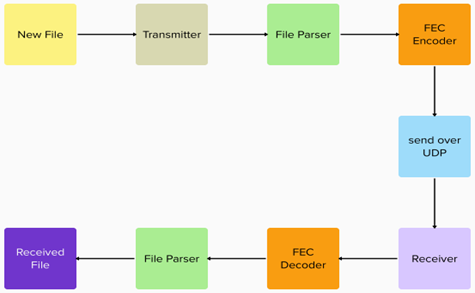 New File
Transmitter
File Parser
FEC
Encoder
send over
UDP
Receiver
FEC
Decoder
File Parser
Received
File